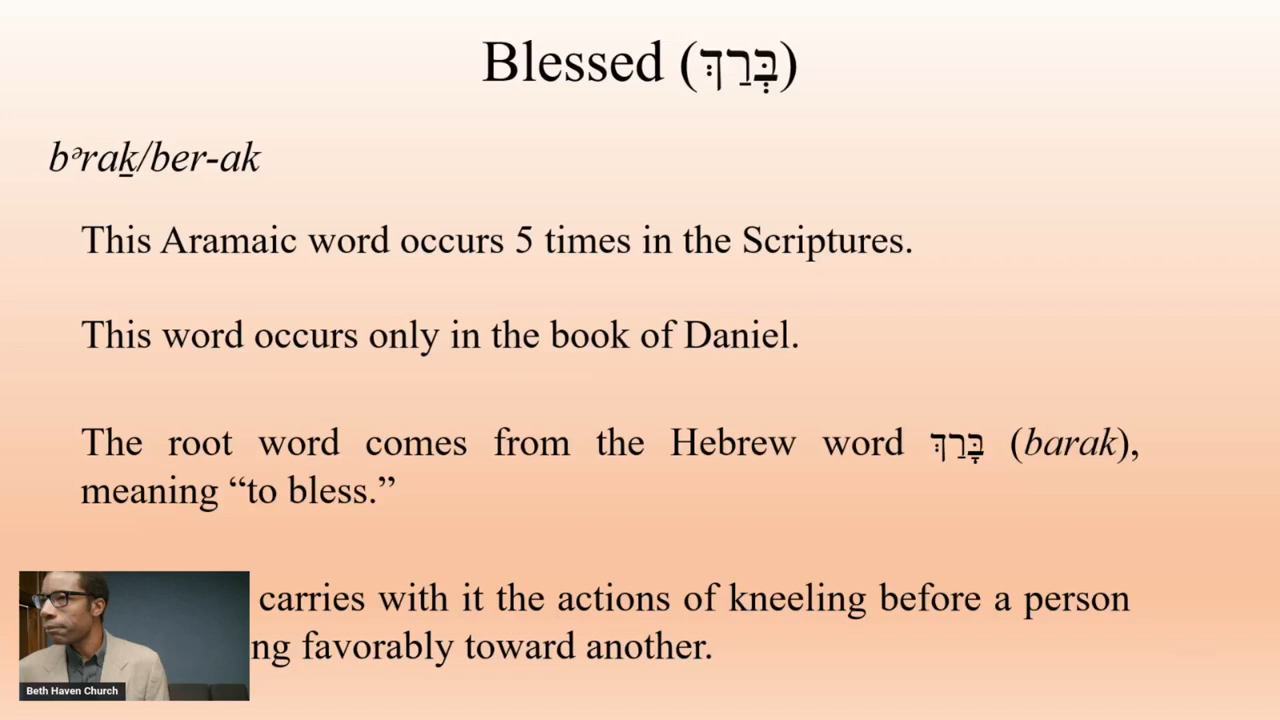 Blessed (בְּרַךְ)
bᵊraḵ/ber-ak
This Aramaic word occurs 5 times in the Scriptures.
This word occurs only in the book of Daniel.
The root word comes from the Hebrew word בָּרַךְ (barak),
meaning “to bless.”
carries with it the actions of kneeling before a person
ng favorably toward another.
Beth Haven Church